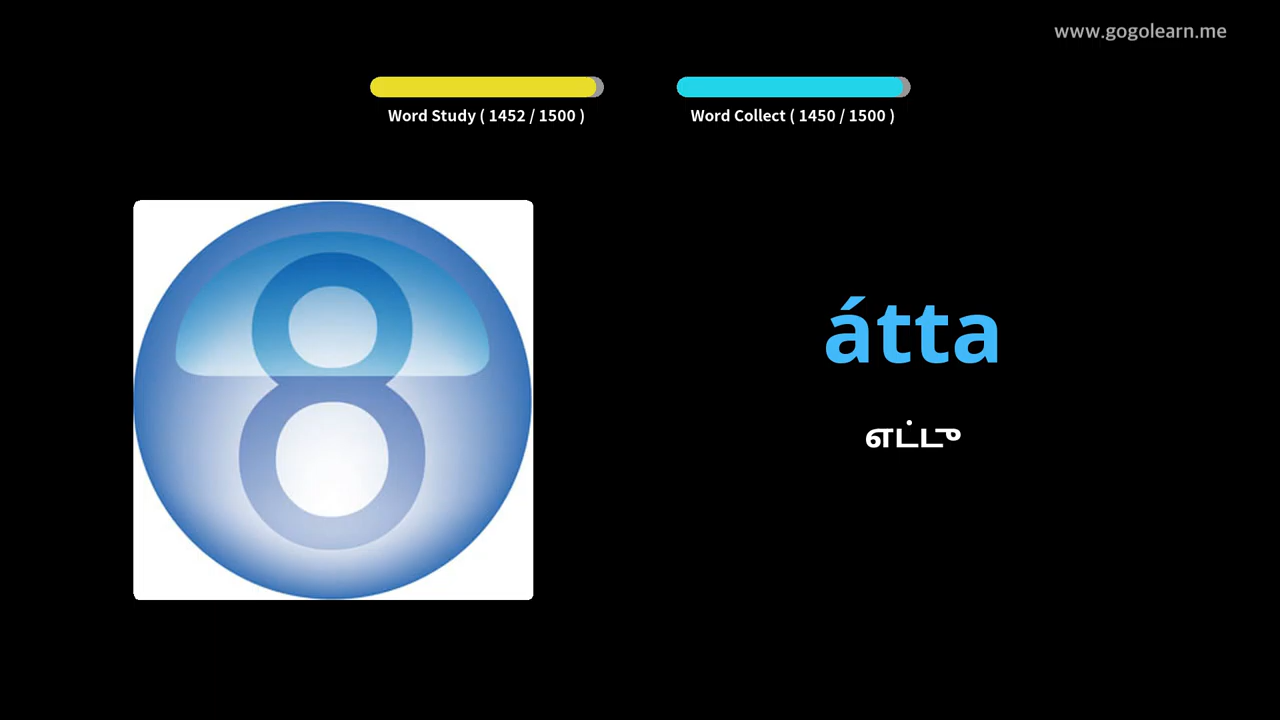 www.gogolearn.me
Word Study ( 1452 / 1500 )
Word Collect ( 1450 / 1500 )
8
átta
எட்டு